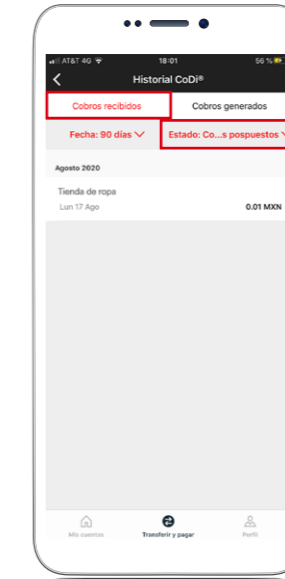 AT&T 4G 18:01 56 %
Historial CoDi®
Cobros recibidos Cobros generados
Fecha: 90 días Estado: Co...s pospuestos
Agosto 2020
Tienda de ropa
Lun 17 Ago 0.01 MXN
Mis cuentas Transferir y pagar Perfil